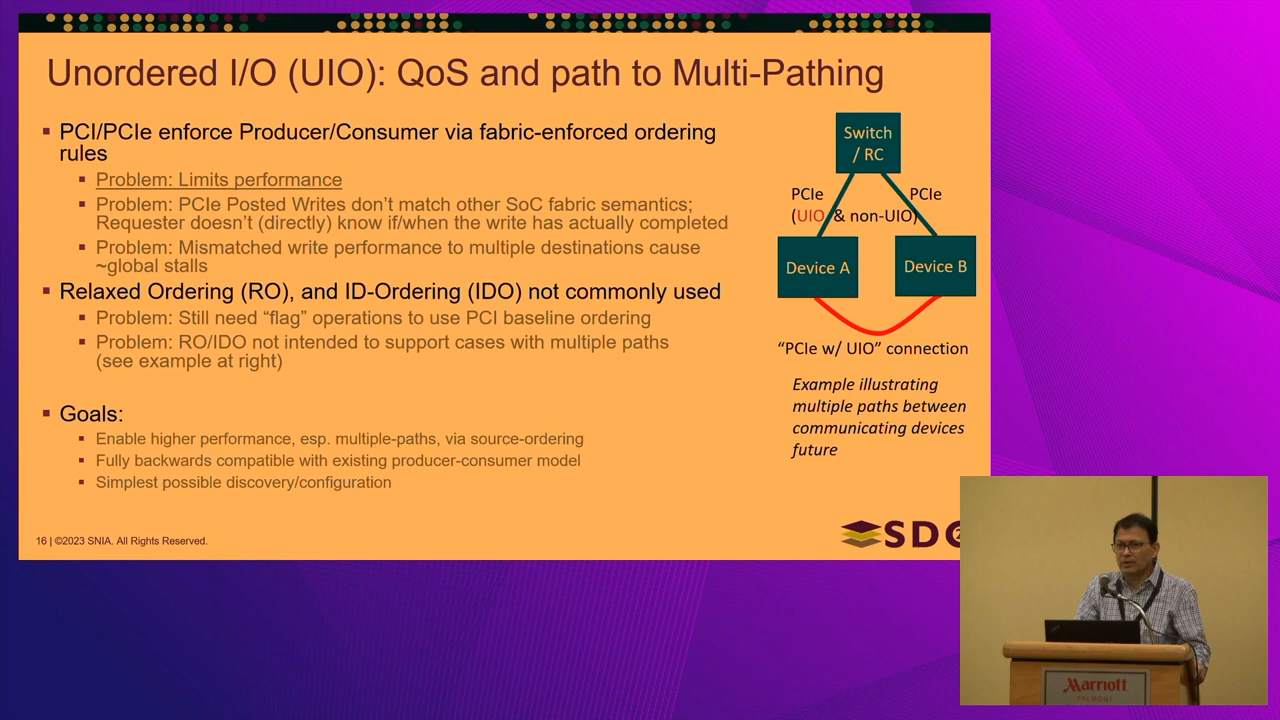 Unordered I/O (UIO): QoS and path to Multi-Pathing
PCI/PCIe enforce Producer/Consumer via fabric-enforced ordering
rules
Problem: Limits performance
Problem: PCIe Posted Writes don't match other SoC fabric semantics;
Requester doesn't (directly) know if/when the write has actually completed
Problem: Mismatched write performance to multiple destinations cause
~global stalls
Relaxed Ordering (RO), and ID-Ordering (IDO) not commonly used
Problem: Still need “flag” operations to use PCI baseline ordering
Problem: RO/IDO not intended to support cases with multiple paths
(see example at right)
Goals:
Enable higher performance, esp. multiple-paths, via source-ordering
Fully backwards compatible with existing producer-consumer model
Simplest possible discovery/configuration
Switch
/ RC
PCIe
PCIe
(UIO & non-UIO)
Device A
Device B
“PCIe w/ UIO” connection
Example illustrating
multiple paths between
communicating devices
future
16 | ©2023 SNIA. All Rights Reserved.
SDC
Marriott
FREMONT